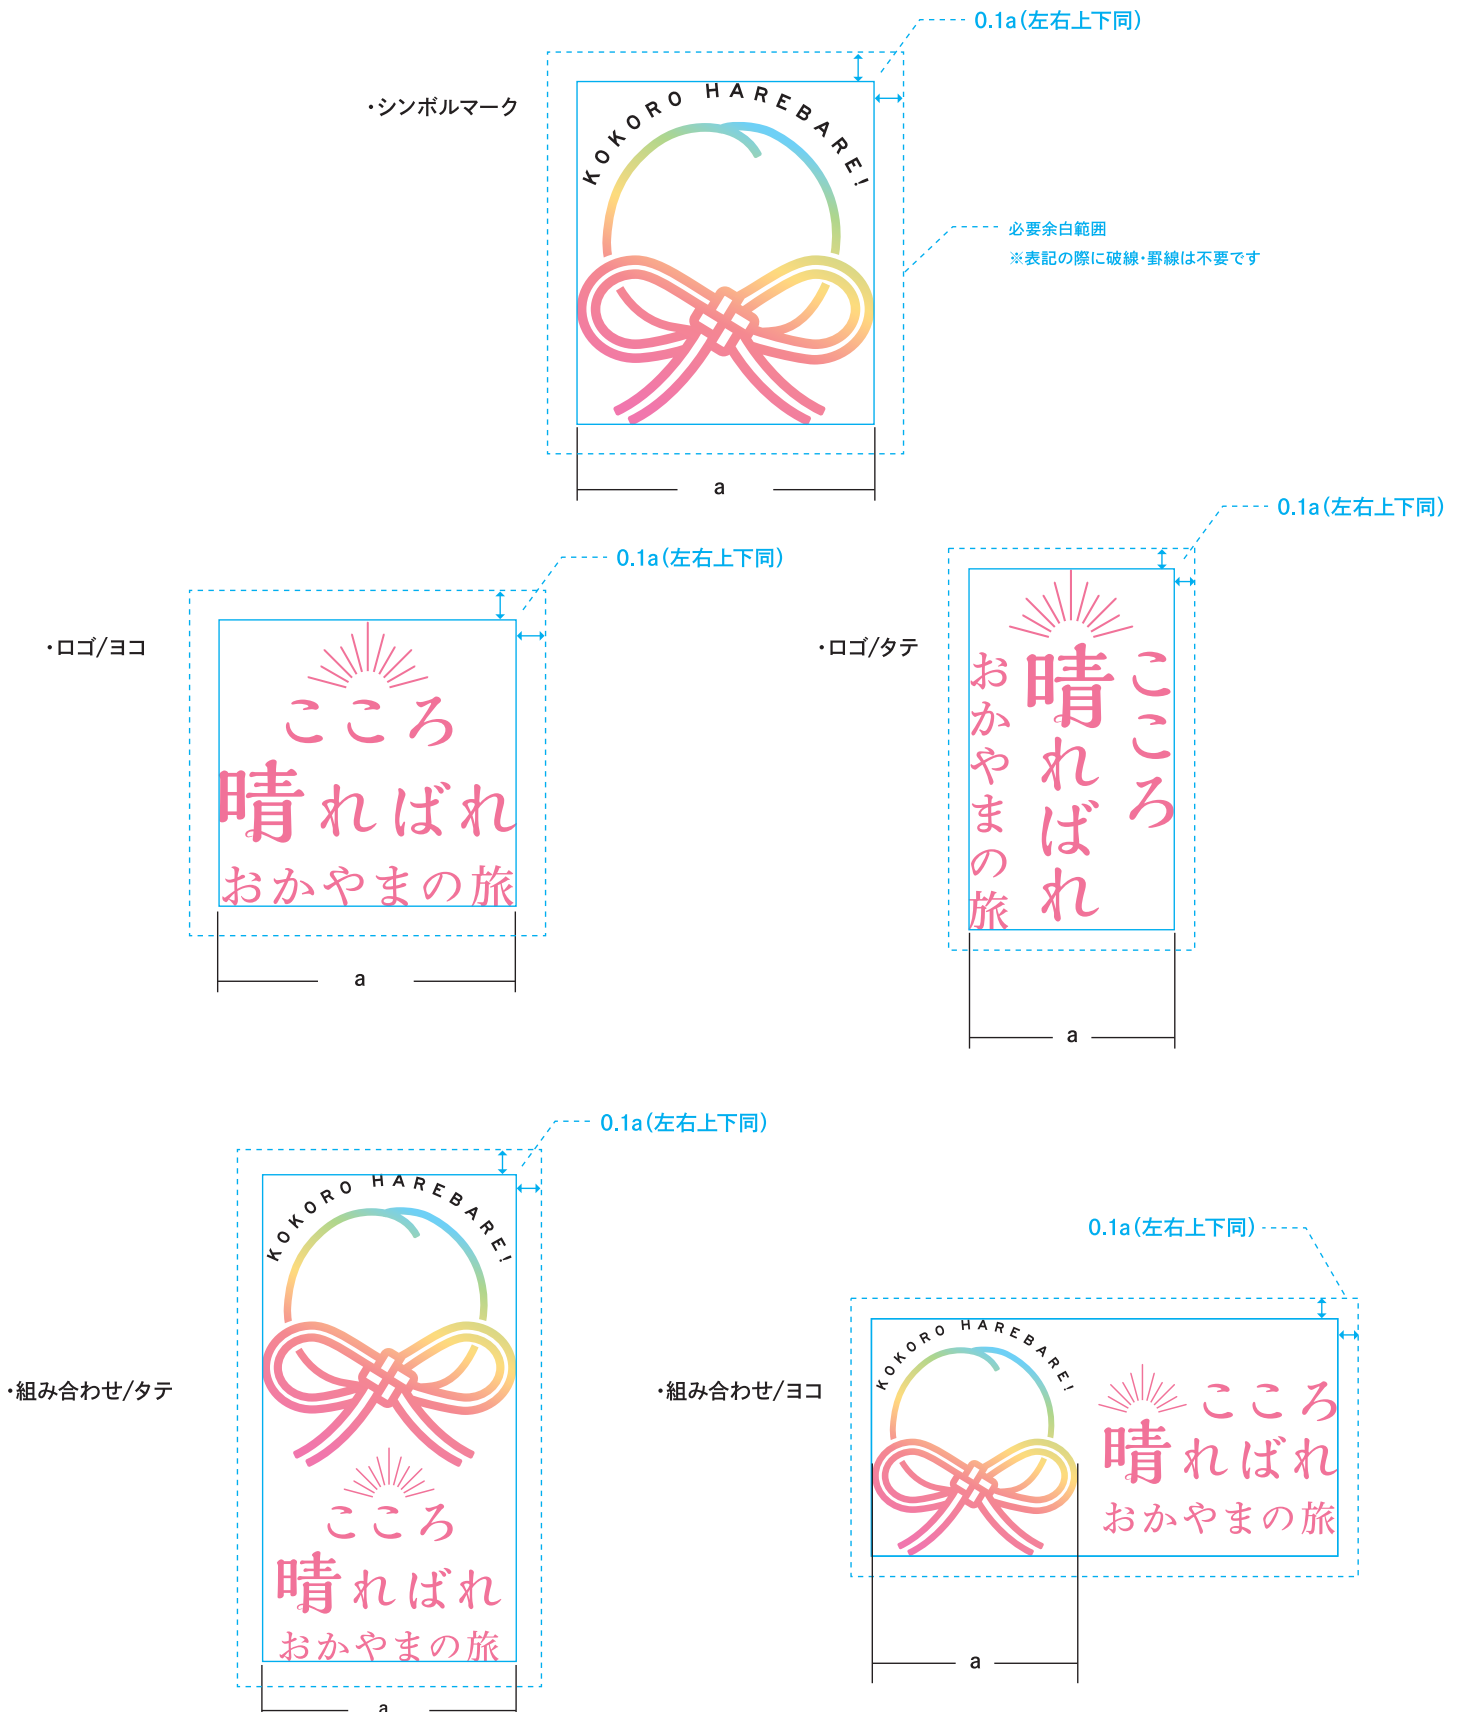 0.1a(左右上下同)
・シンボルマーク
KOKORO HAREBARE!
必要余白範囲
※表記の際に破線・罫線は不要です
a
0.1a(左右上下同)
・ロゴ/ヨコ
こころ
晴ればれ
おかやまの旅
a
0.1a(左右上下同)
・ロゴ/タテ
こころ
晴ればれ
おかやまの旅
a
0.1a(左右上下同)
・組み合わせ/タテ
KOKORO HAREBARE!
こころ
晴ればれ
おかやまの旅
a
0.1a(左右上下同)
・組み合わせ/ヨコ
KOKORO HAREBARE!
こころ
晴ればれ
おかやまの旅
a